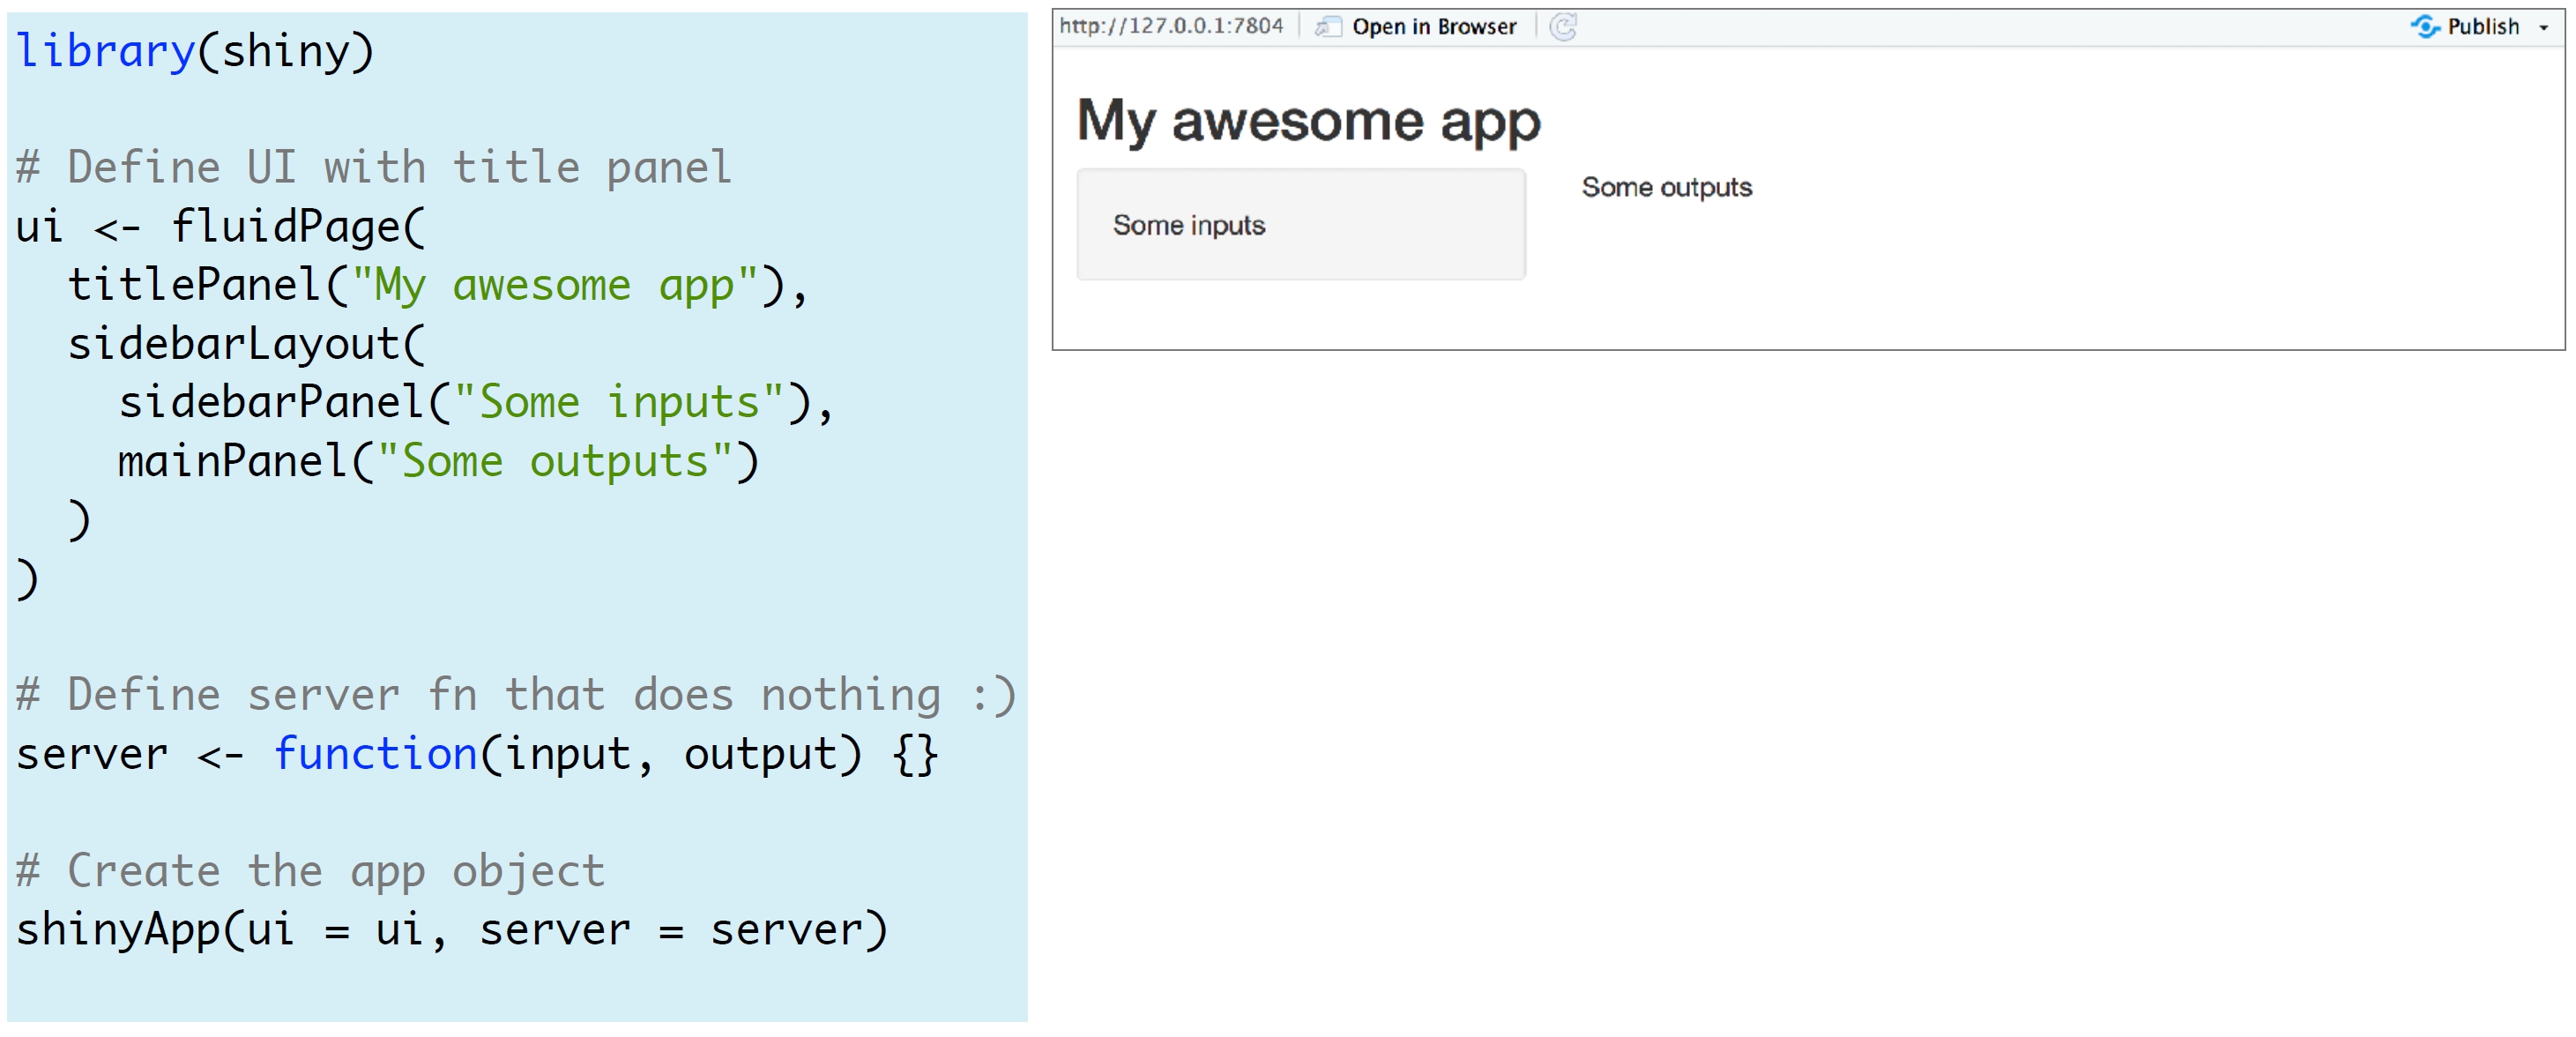 library(shiny)
# Define UI with title panel
ui <- fluidPage(
  titlePanel("My awesome app"),
  sidebarLayout(
    sidebarPanel("Some inputs"),
    mainPanel("Some outputs")
  )
)
# Define server fn that does nothing :)
server <- function(input, output) {}
# Create the app object
shinyApp(ui = ui, server = server)
http://127.0.0.1:7804 Open in Browser Publish
My awesome app
Some inputs
Some outputs